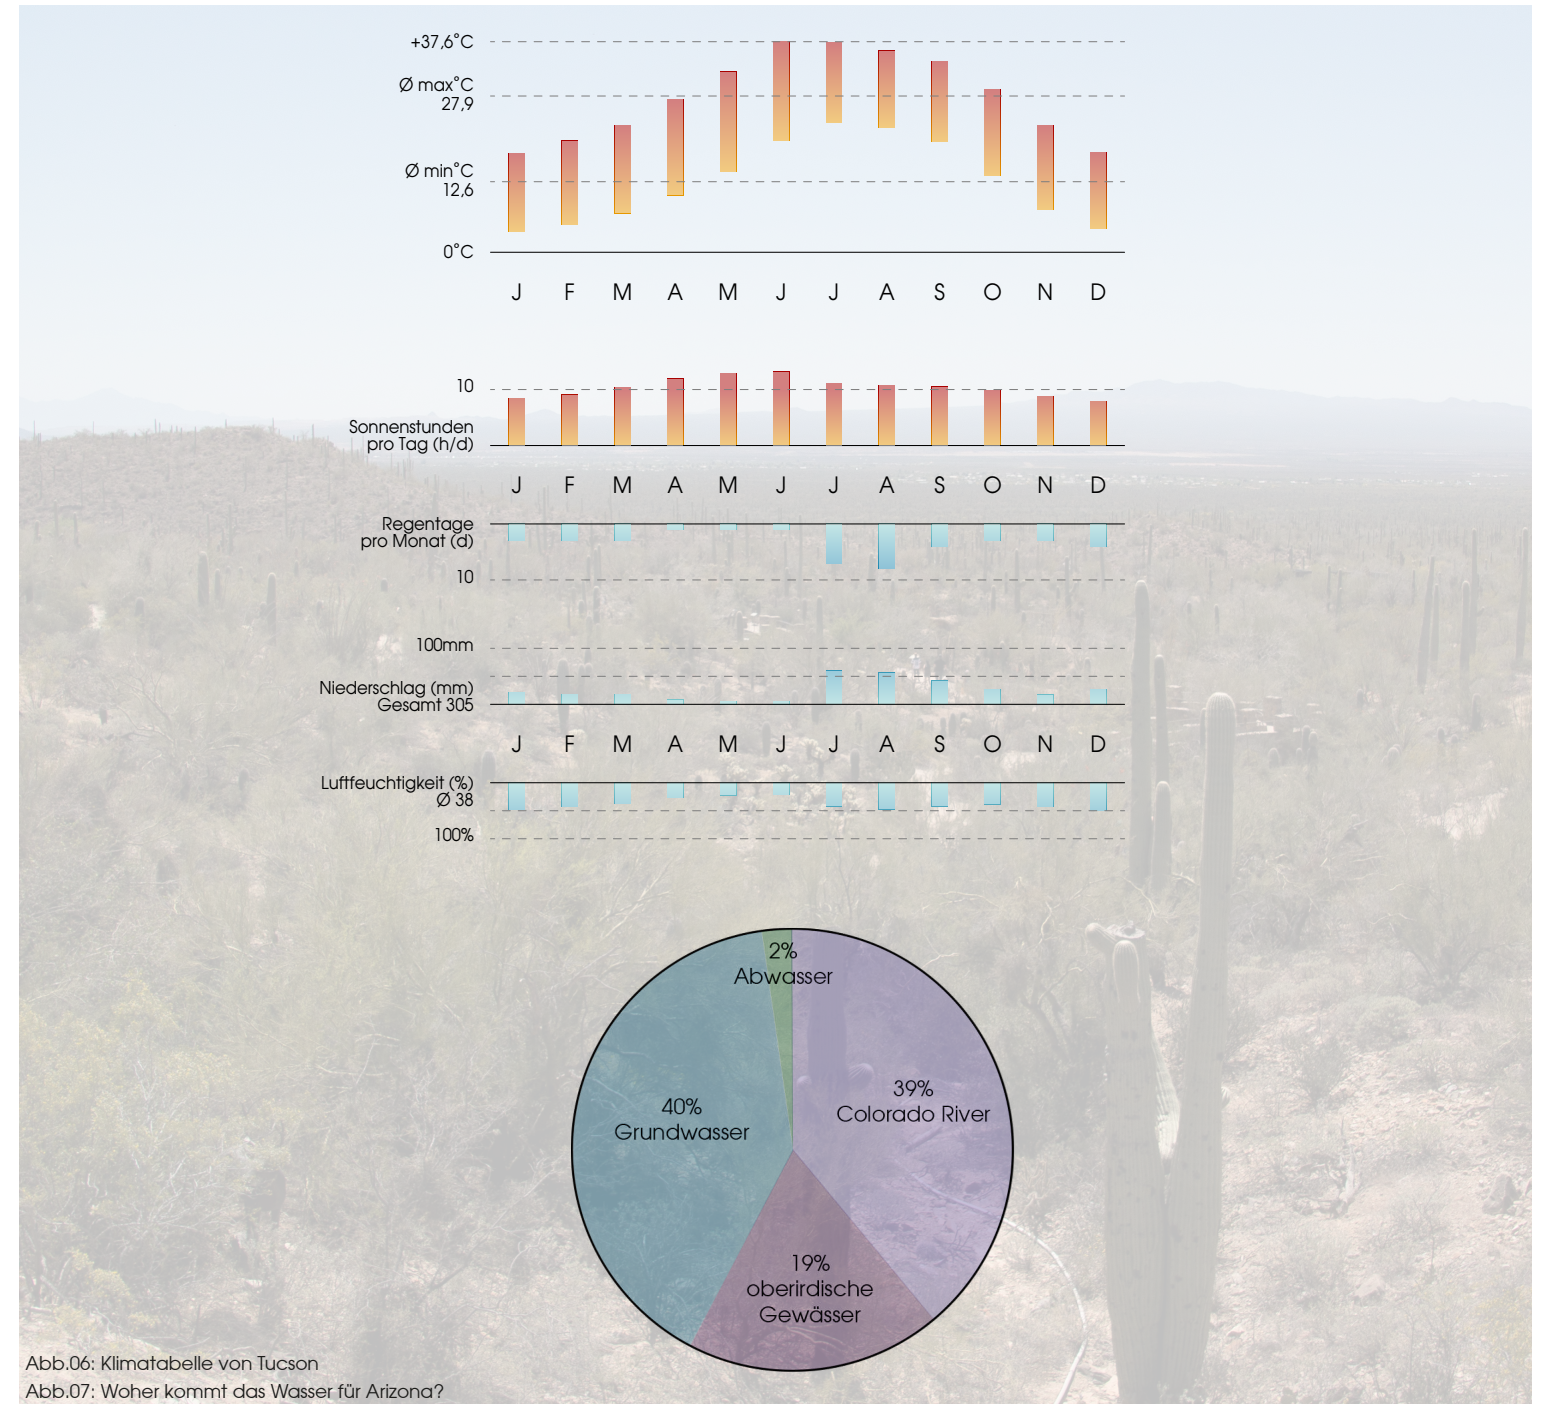 +37,6°C
Ø max°C
27,9
Ø min°C
12,6
0°C
J F M A M J J A S O N D
10
Sonnenstunden
pro Tag (h/d)
J F M A M J J A S O N D
Regentage
pro Monat (d)
10
100mm
Niederschlag (mm)
Gesamt 305
J F M A M J J A S O N D
Luftfeuchtigkeit (%)
Ø 38
100%
2%
Abwasser
39%
Colorado River
40%
Grundwasser
19%
oberirdische
Gewässer
Abb.06: Klimatabelle von Tucson
Abb.07: Woher kommt das Wasser für Arizona?